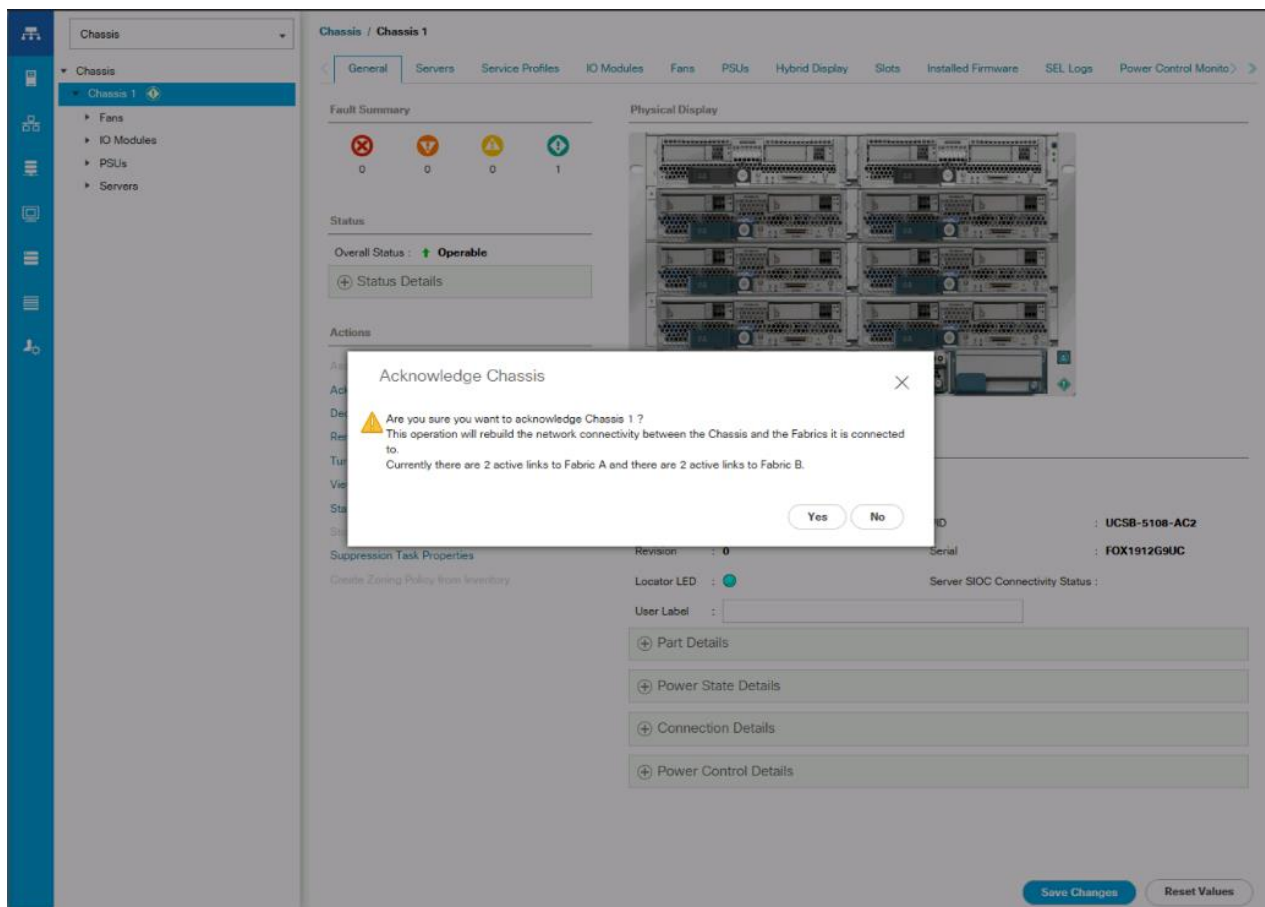 Chassis
Chassis / Chassis 1
Chassis
Chassis 1
Fans
IO Modules
PSUs
Servers
General Servers Service Profiles IO Modules Fans PSUs Hybrid Display Slots Installed Firmware SEL Logs Power Control Monito
Fault Summary
0 0 0 1
Status
Overall Status : Operable
Status Details
Actions
Physical Display
Acknowledge Chassis
Are you sure you want to acknowledge Chassis 1 ?
This operation will rebuild the network connectivity between the Chassis and the Fabrics it is connected
to.
Currently there are 2 active links to Fabric A and there are 2 active links to Fabric B.
Yes No
Suppression Task Properties
Create Zoning Policy from Inventory
: UCSB-5108-AC2
Revision : 0 Serial : FOX1912G9UC
Locator LED : Server SIOC Connectivity Status :
User Label :
Part Details
Power State Details
Connection Details
Power Control Details
Save Changes Reset Values